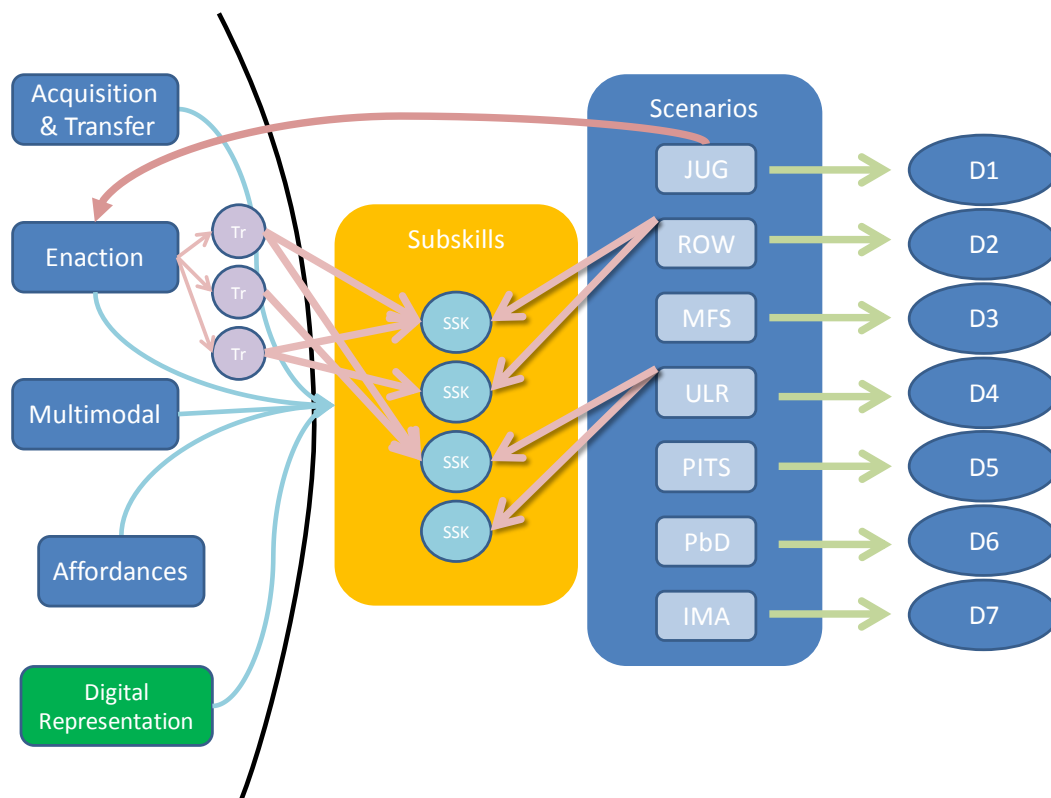 Acquisition
& Transfer
Enaction
Multimodal
Affordances
Digital
Representation
Tr
Tr
Tr
Subskills
SSK
SSK
SSK
SSK
Scenarios
JUG
ROW
MFS
ULR
PITS
PbD
IMA
D1
D2
D3
D4
D5
D6
D7